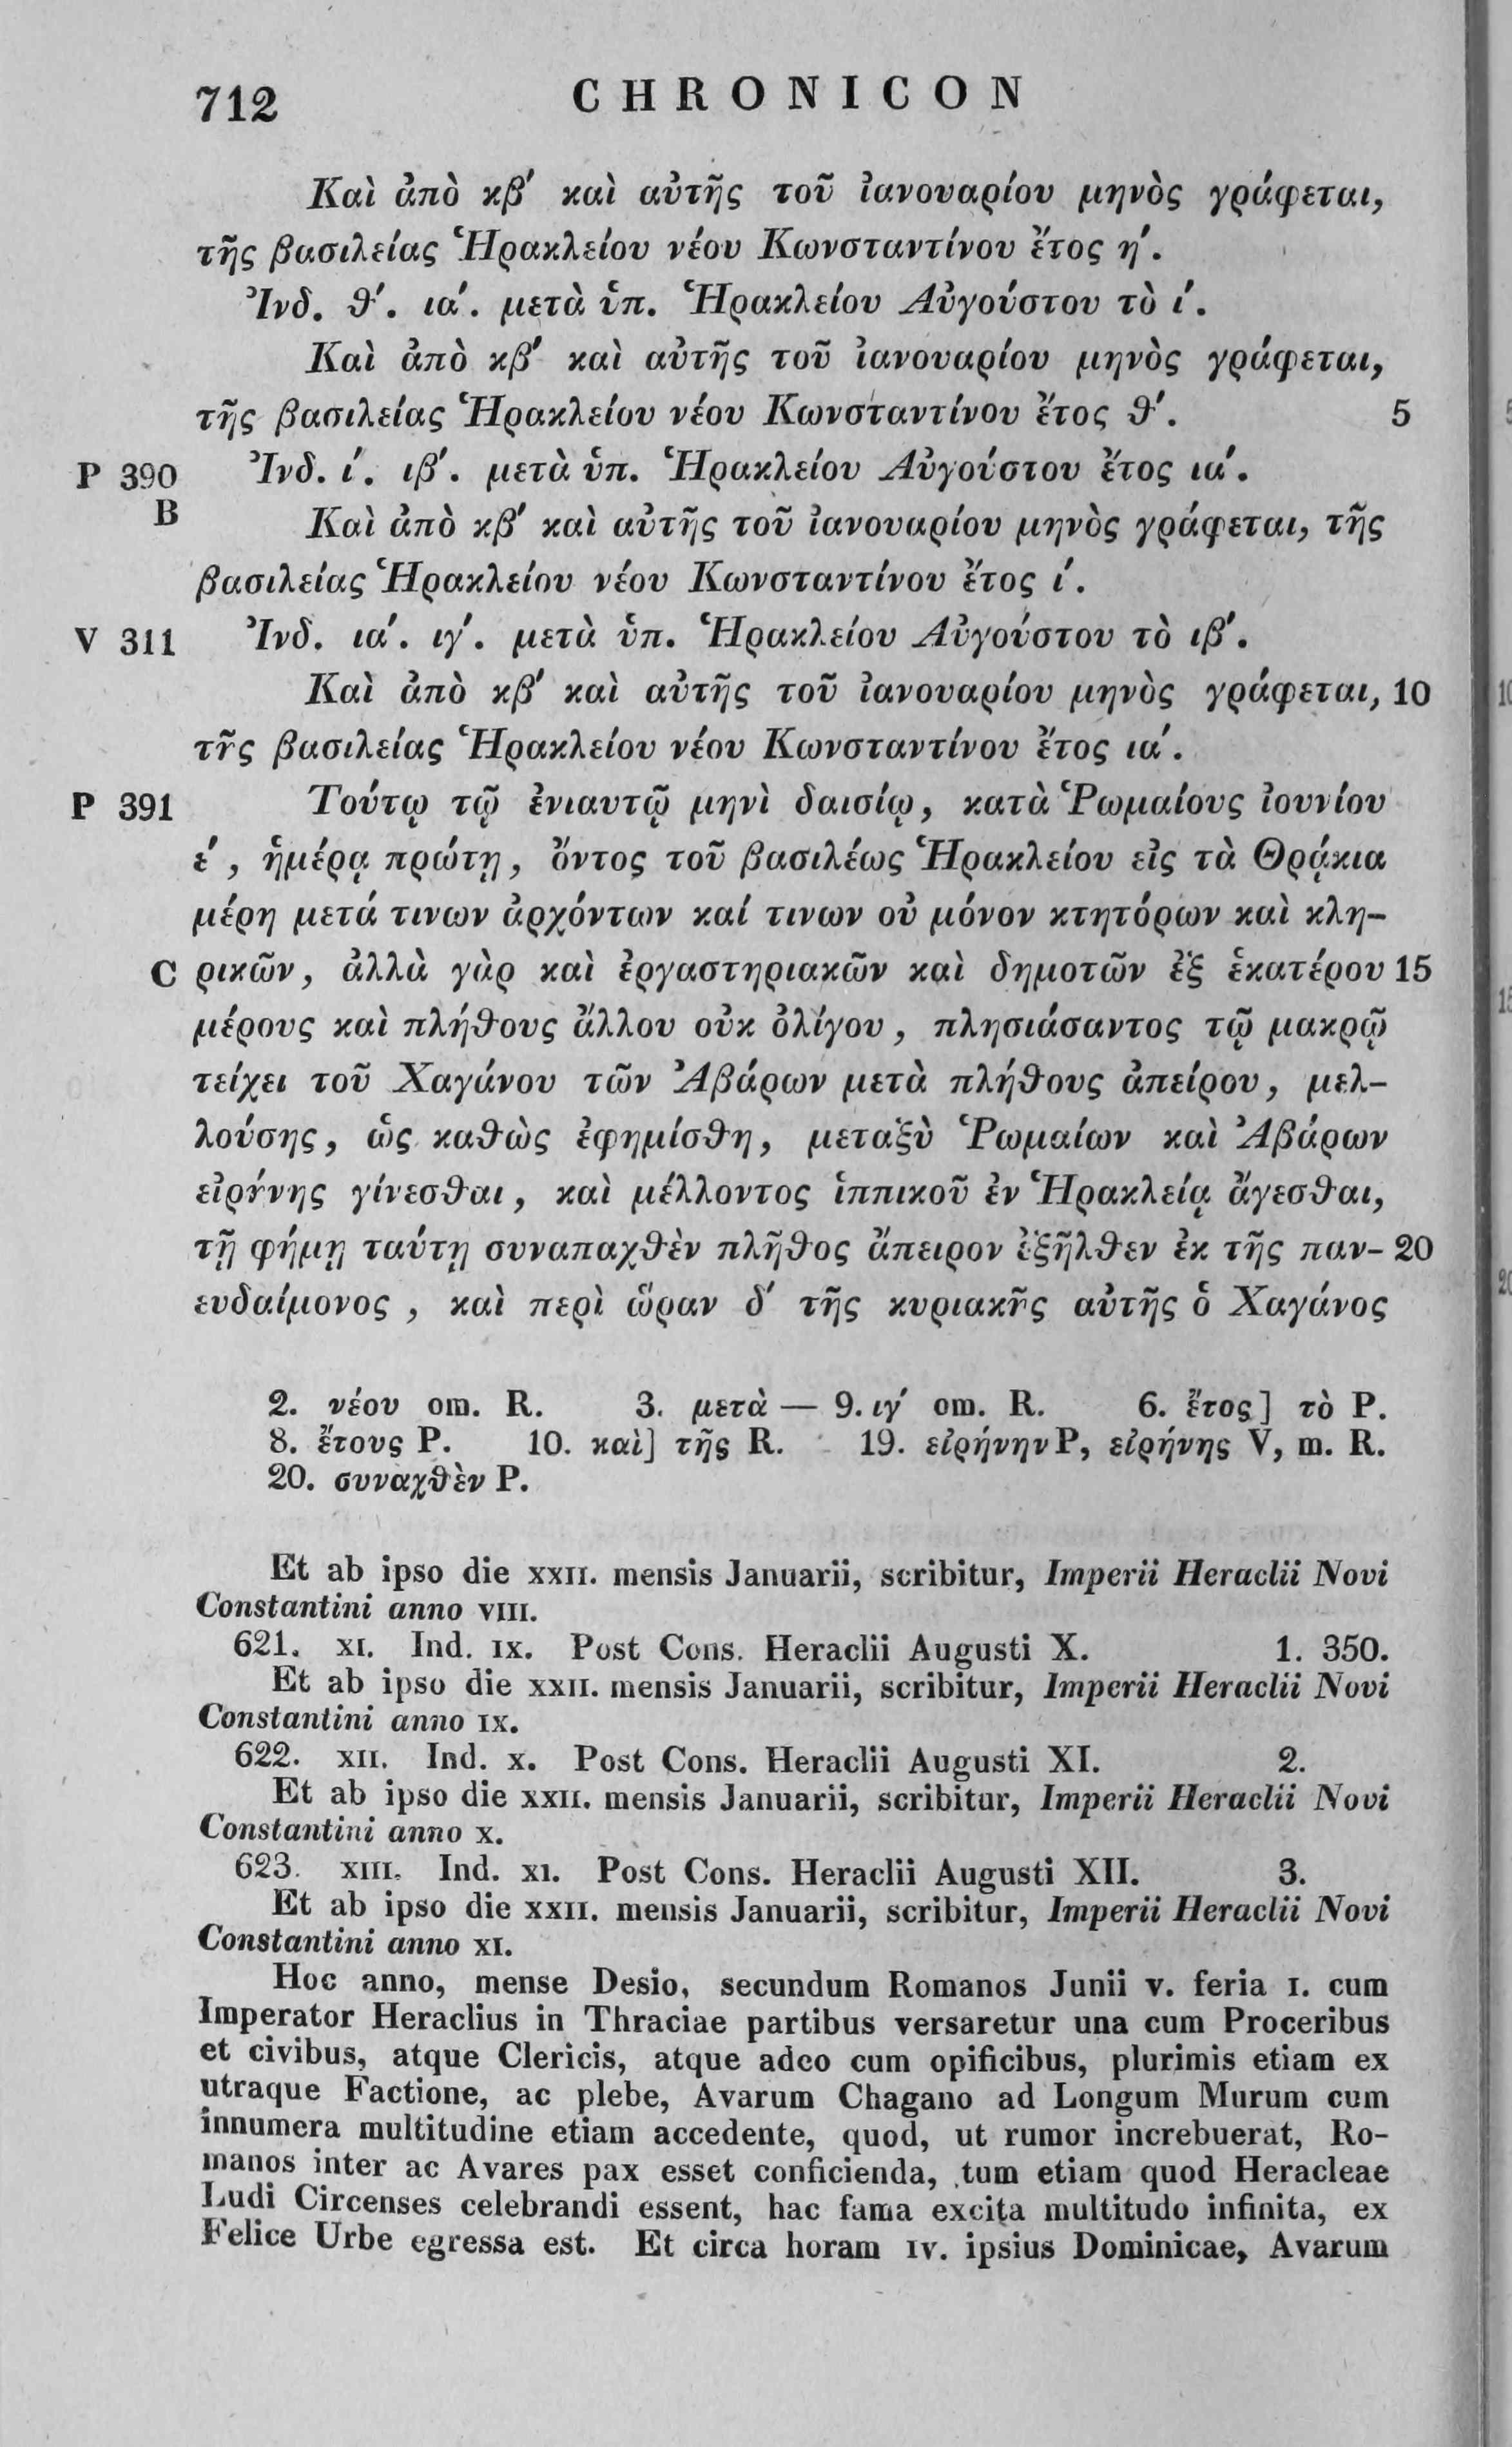 712 CHRONICON
Καὶ ἀπὸ κβ′ καὶ αὐτῆς τοῦ ἰανουαρίου μηνὸς γράφεται,
τῆς βασιλείας Ἡρακλείου νέου Κωνσταντίνου ἔτος η′.
Ἰνδ. θ′. ια′. μετὰ ὑπ. Ἡρακλείου Αὐγούστου τὸ ι′.
Καὶ ἀπὸ κβ′ καὶ αὐτῆς τοῦ ἰανουαρίου μηνὸς γράφεται,
τῆς βασιλείας Ἡρακλείου νέου Κωνσταντίνου ἔτος θ′. 5
P 390 Ἰνδ. ι′. ιβ′. μετὰ ὑπ. Ἡρακλείου Αὐγούστου ἔτος ια′.
B Καὶ ἀπὸ κβ′ καὶ αὐτῆς τοῦ ἰανουαρίου μηνὸς γράφεται, τῆς
βασιλείας Ἡρακλείου νέου Κωνσταντίνου ἔτος ι′.
V 311 Ἰνδ. ια′. ιγ′. μετὰ ὑπ. Ἡρακλείου Αὐγούστου τὸ ιβ′.
Καὶ ἀπὸ κβ′ καὶ αὐτῆς τοῦ ἰανουαρίου μηνὸς γράφεται, 10
τῆς βασιλείας Ἡρακλείου νέου Κωνσταντίνου ἔτος ια′.
P 391 Τούτῳ τῷ ἐνιαυτῷ μηνὶ δαισίῳ, κατὰ Ῥωμαίους ἰουνίου
ε′, ἡμέρᾳ πρώτῃ, ὄντος τοῦ βασιλέως Ἡρακλείου εἰς τὰ Θρᾴκια
μέρη μετά τινων ἀρχόντων καί τινων οὐ μόνον κτητόρων καὶ κλη-
C ρικῶν, ἀλλὰ γὰρ καὶ ἐργαστηριακῶν καὶ δημοτῶν ἐξ ἑκατέρου 15
μέρους καὶ πλήθους ἄλλου οὐκ ὀλίγου, πλησιάσαντος τῷ μακρῷ
τείχει τοῦ Χαγάνου τῶν Ἀβάρων μετὰ πλήθους ἀπείρου, μελ-
λούσης, ὡς καθὼς ἐφημίσθη, μεταξὺ Ῥωμαίων καὶ Ἀβάρων
εἰρήνης γίνεσθαι, καὶ μέλλοντος ἱππικοῦ ἐν Ἡρακλείᾳ ἄγεσθαι,
τῇ φήμῃ ταύτῃ συναπαχθὲν πλῆθος ἄπειρον ἐξῆλθεν ἐκ τῆς παν- 20
ευδαίμονος, καὶ περὶ ὥραν δ′ τῆς κυριακῆς αὐτῆς ὁ Χαγάνος
2. νέου om. R. 3. μετὰ — 9. ιγ′ om. R. 6. ἔτος] τὸ P.
8. ἔτους P. 10. καὶ] τῆς R. 19. εἰρήνην P, εἰρήνης V, m. R.
20. συναχθὲν P.
Et ab ipso die xxII. mensis Januarii, scribitur, Imperii Heraclii Novi
Constantini anno VIII.
621. XI. Ind. IX. Post Cons. Heraclii Augusti X. 1. 350.
Et ab ipso die XXII. mensis Januarii, scribitur, Imperii Heraclii Novi
Constantini anno IX.
622. XII. Ind. X. Post Cons. Heraclii Augusti XI. 2.
Et ab ipso die XXII. mensis Januarii, scribitur, Imperii Heraclii Novi
Constantini anno X.
623. XIII. Ind. XI. Post Cons. Heraclii Augusti XII. 3.
Et ab ipso die XXII. mensis Januarii, scribitur, Imperii Heraclii Novi
Constantini anno XI.
Hoc anno, mense Desio, secundum Romanos Junii V. feria I. cum
Imperator Heraclius in Thraciae partibus versaretur una cum Proceribus
et civibus, atque Clericis, atque adeo cum opificibus, plurimis etiam ex
utraque Factione, ac plebe, Avarum Chagano ad Longum Murum cum
innumera multitudine etiam accedente, quod, ut rumor increbuerat, Ro-
manos inter ac Avares pax esset conficienda, tum etiam quod Heracleae
Ludi Circenses celebrandi essent, hac fama excita multitudo infinita, ex
Felice Urbe egressa est. Et circa horam IV. ipsius Dominicae, Avarum